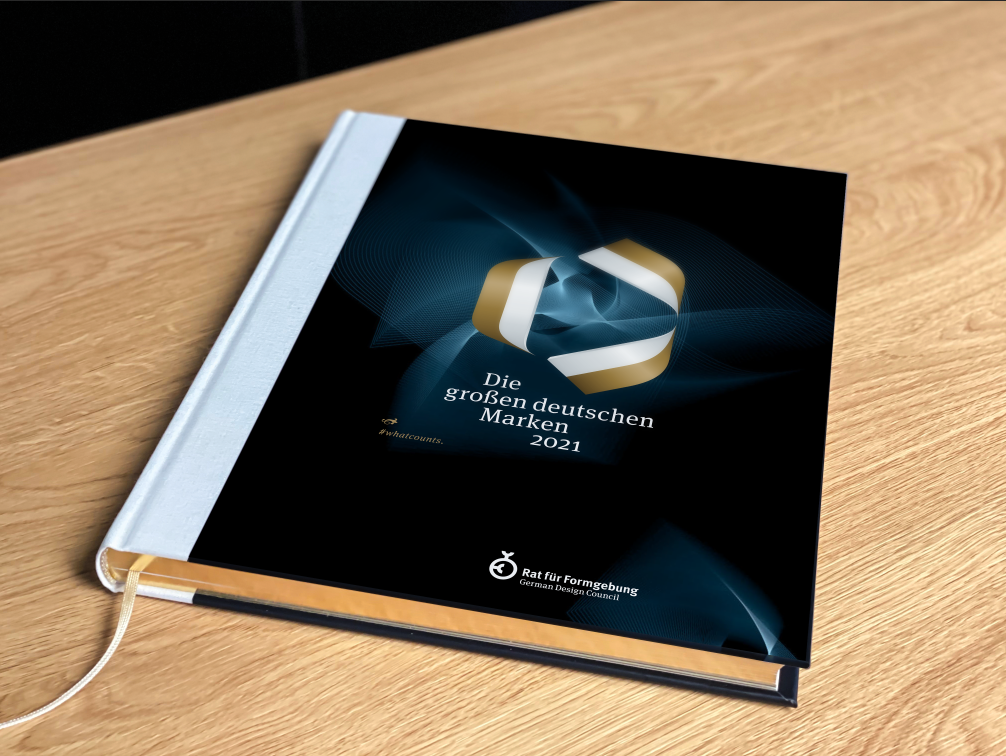 Die
großen deutschen
Marken
2021
#whatcounts.
Rat für Formgebung
German Design Council